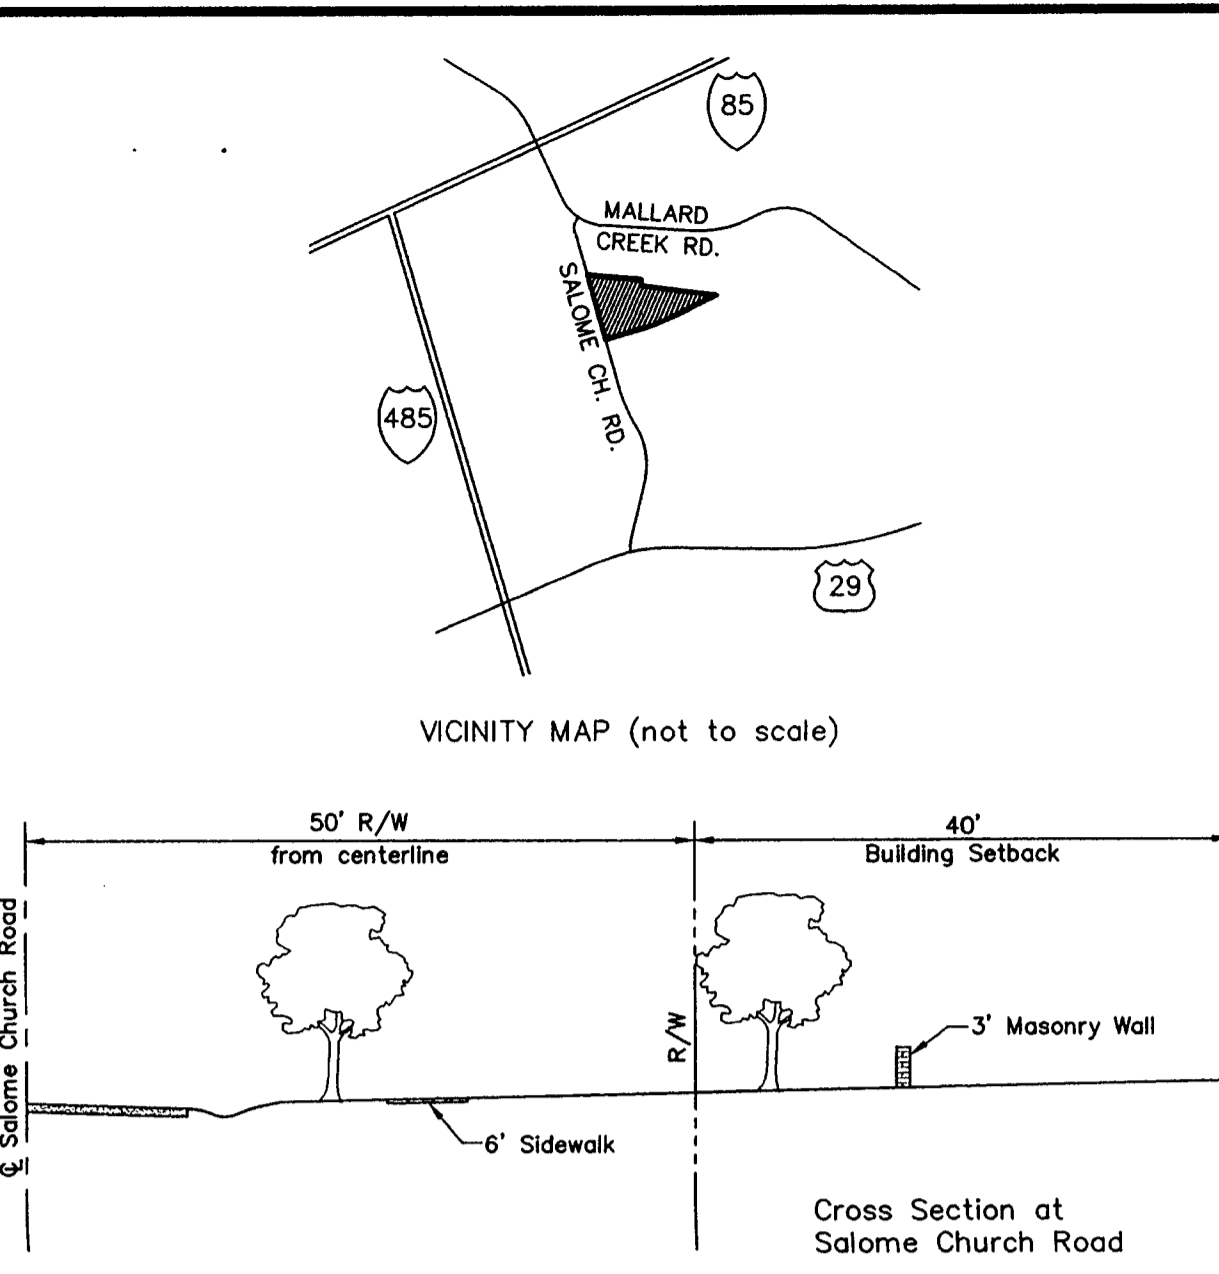 85
MALLARD
CREEK RD.
SALOME CH. RD.
485
29
VICINITY MAP (not to scale)
50' R/W
from centerline
40'
Building Setback
℄ Salome Church Road
R/W
3' Masonry Wall
6' Sidewalk
Cross Section at
Salome Church Road